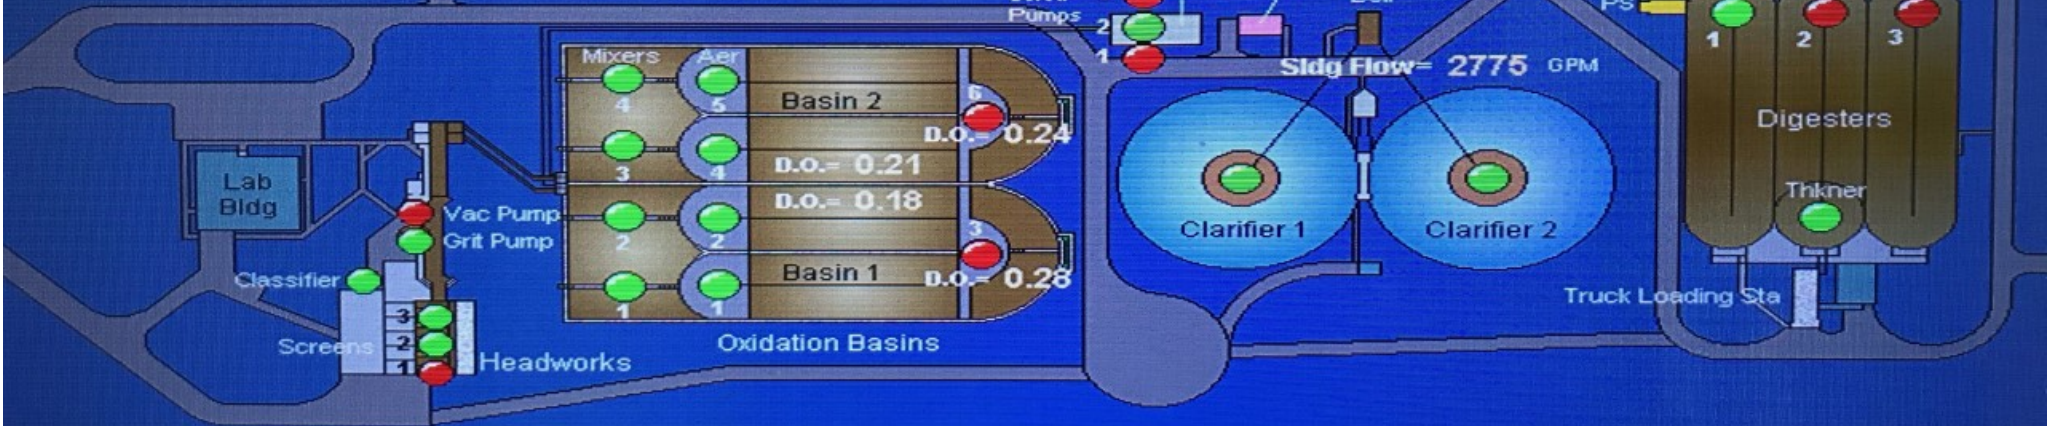 Pumps
2
1
PS
1
2
3
Sldg Flow= 2775 GPM
Mixers
Aer
4
5
Basin 2
6
D.O.= 0.24
3
4
D.O.= 0.21
D.O.= 0.18
2
2
3
1
1
Basin 1
D.O.= 0.28
Oxidation Basins
Lab
Bldg
Vac Pump
Grit Pump
Classifier
3
Screens
2
1
Headworks
Clarifier 1
Clarifier 2
Digesters
Thkner
Truck Loading Sta